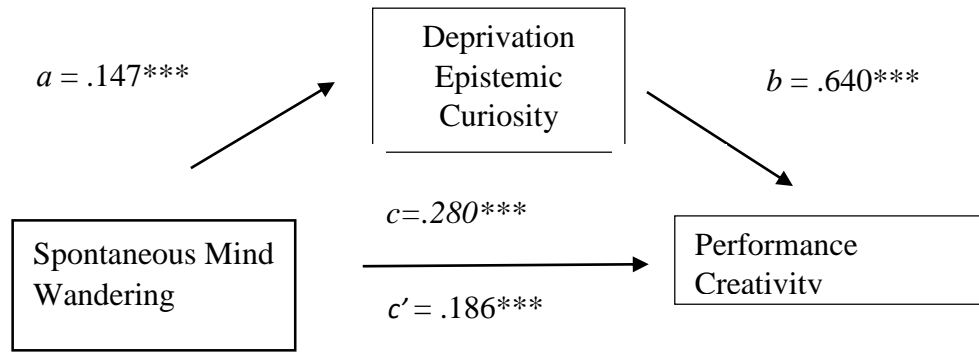 Deprivation
Epistemic
Curiosity
a = .147***
b = .640***
c=.280***
Spontaneous Mind
Wandering
Performance
Creativity
c’ = .186***